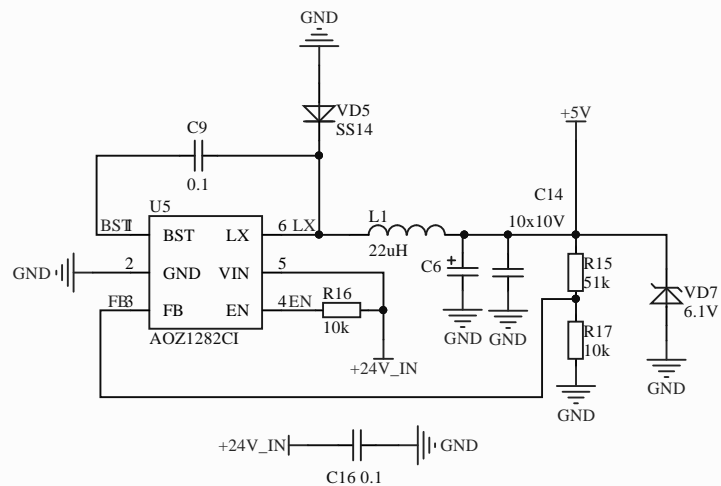 GND
VD5
SS14
C9
0.1
+5V
C14
10x10V
U5
BST 1
BST
LX
6 LX
L1
22uH
GND
2
GND
VIN
5
C6
+
R15
51k
VD7
6.1V
FB 3
FB
EN
4 EN
R16
10k
AOZ1282CI
+24V_IN
GND
GND
R17
10k
GND
GND
+24V_IN
GND
C16 0.1